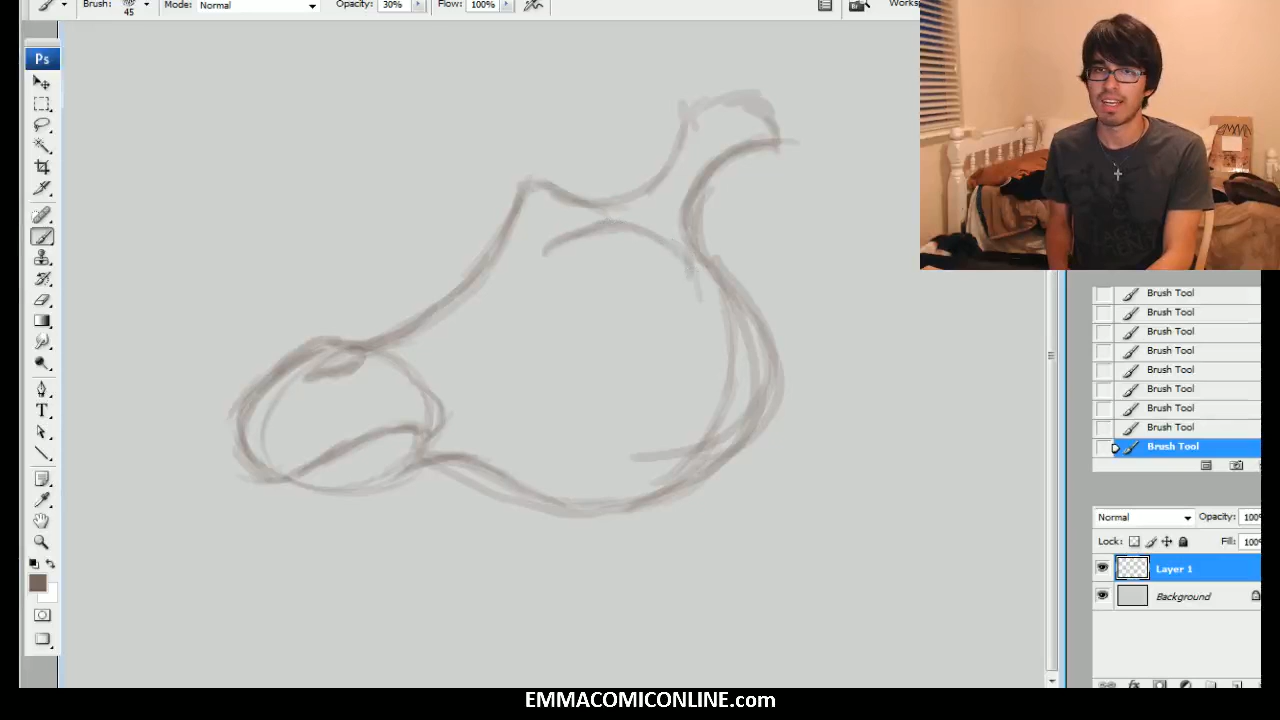 Brush: 45 Mode: Normal Opacity: 30% Flow: 100%
Ps
Brush Tool
Brush Tool
Brush Tool
Brush Tool
Brush Tool
Brush Tool
Brush Tool
Brush Tool
Brush Tool
Normal Opacity: 100%
Lock: Fill: 100%
Layer 1
Background
EMMACOMICONLINE.com